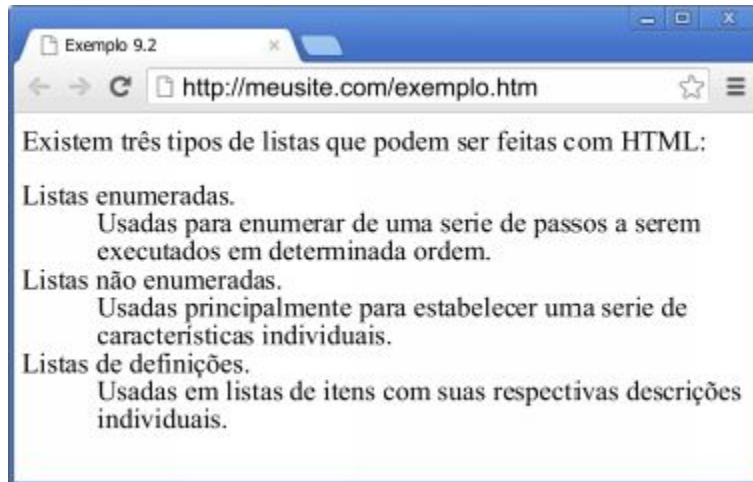 Exemplo 9.2
http://meusite.com/exemplo.htm
Existem três tipos de listas que podem ser feitas com HTML:
Listas enumeradas.
Usadas para enumerar de uma serie de passos a serem
executados em determinada ordem.
Listas não enumeradas.
Usadas principalmente para estabelecer uma serie de
caracteristicas individuais.
Listas de definições.
Usadas em listas de itens com suas respectivas descrições
individuais.